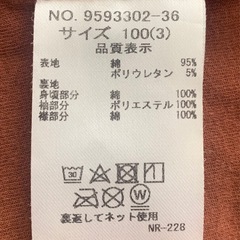 NO. 9593302-36
サイズ 100(3)
品質表示
表地 綿 95%
ポリウレタン 5%
裏地
身頃部分 綿 100%
袖部分 ポリエステル 100%
襟部分 綿 100%
30
裏返してネット使用
NR-228